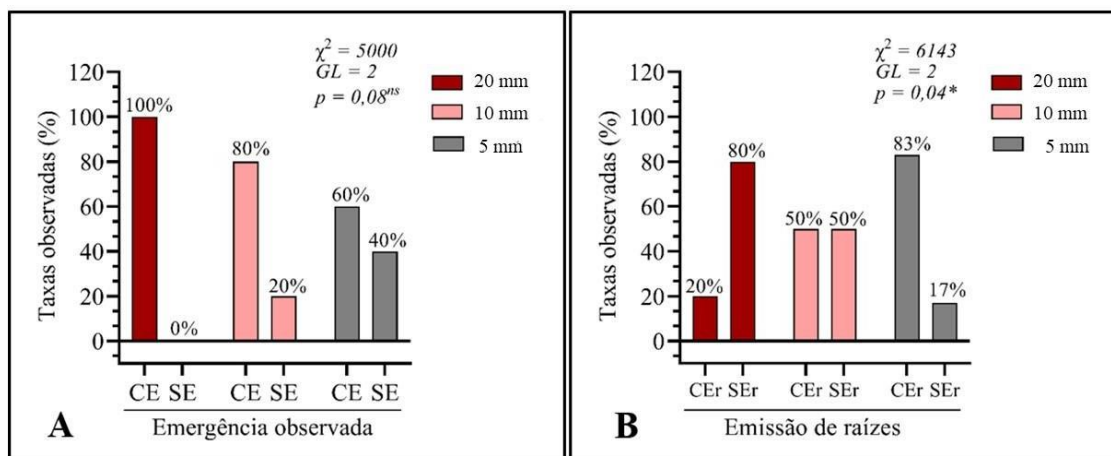 χ² = 5000
GL = 2
p = 0,08ⁿˢ
20 mm
10 mm
5 mm
Taxas observadas (%)
120
100
80
60
40
20
0
100%
0%
80%
20%
60%
40%
CE SE CE SE CE SE
Emergência observada
A
χ² = 6143
GL = 2
p = 0,04*
20 mm
10 mm
5 mm
Taxas observadas (%)
120
100
80
60
40
20
0
20%
80%
50% 50%
83%
17%
CEr SEr CEr SEr CEr SEr
Emissão de raízes
B